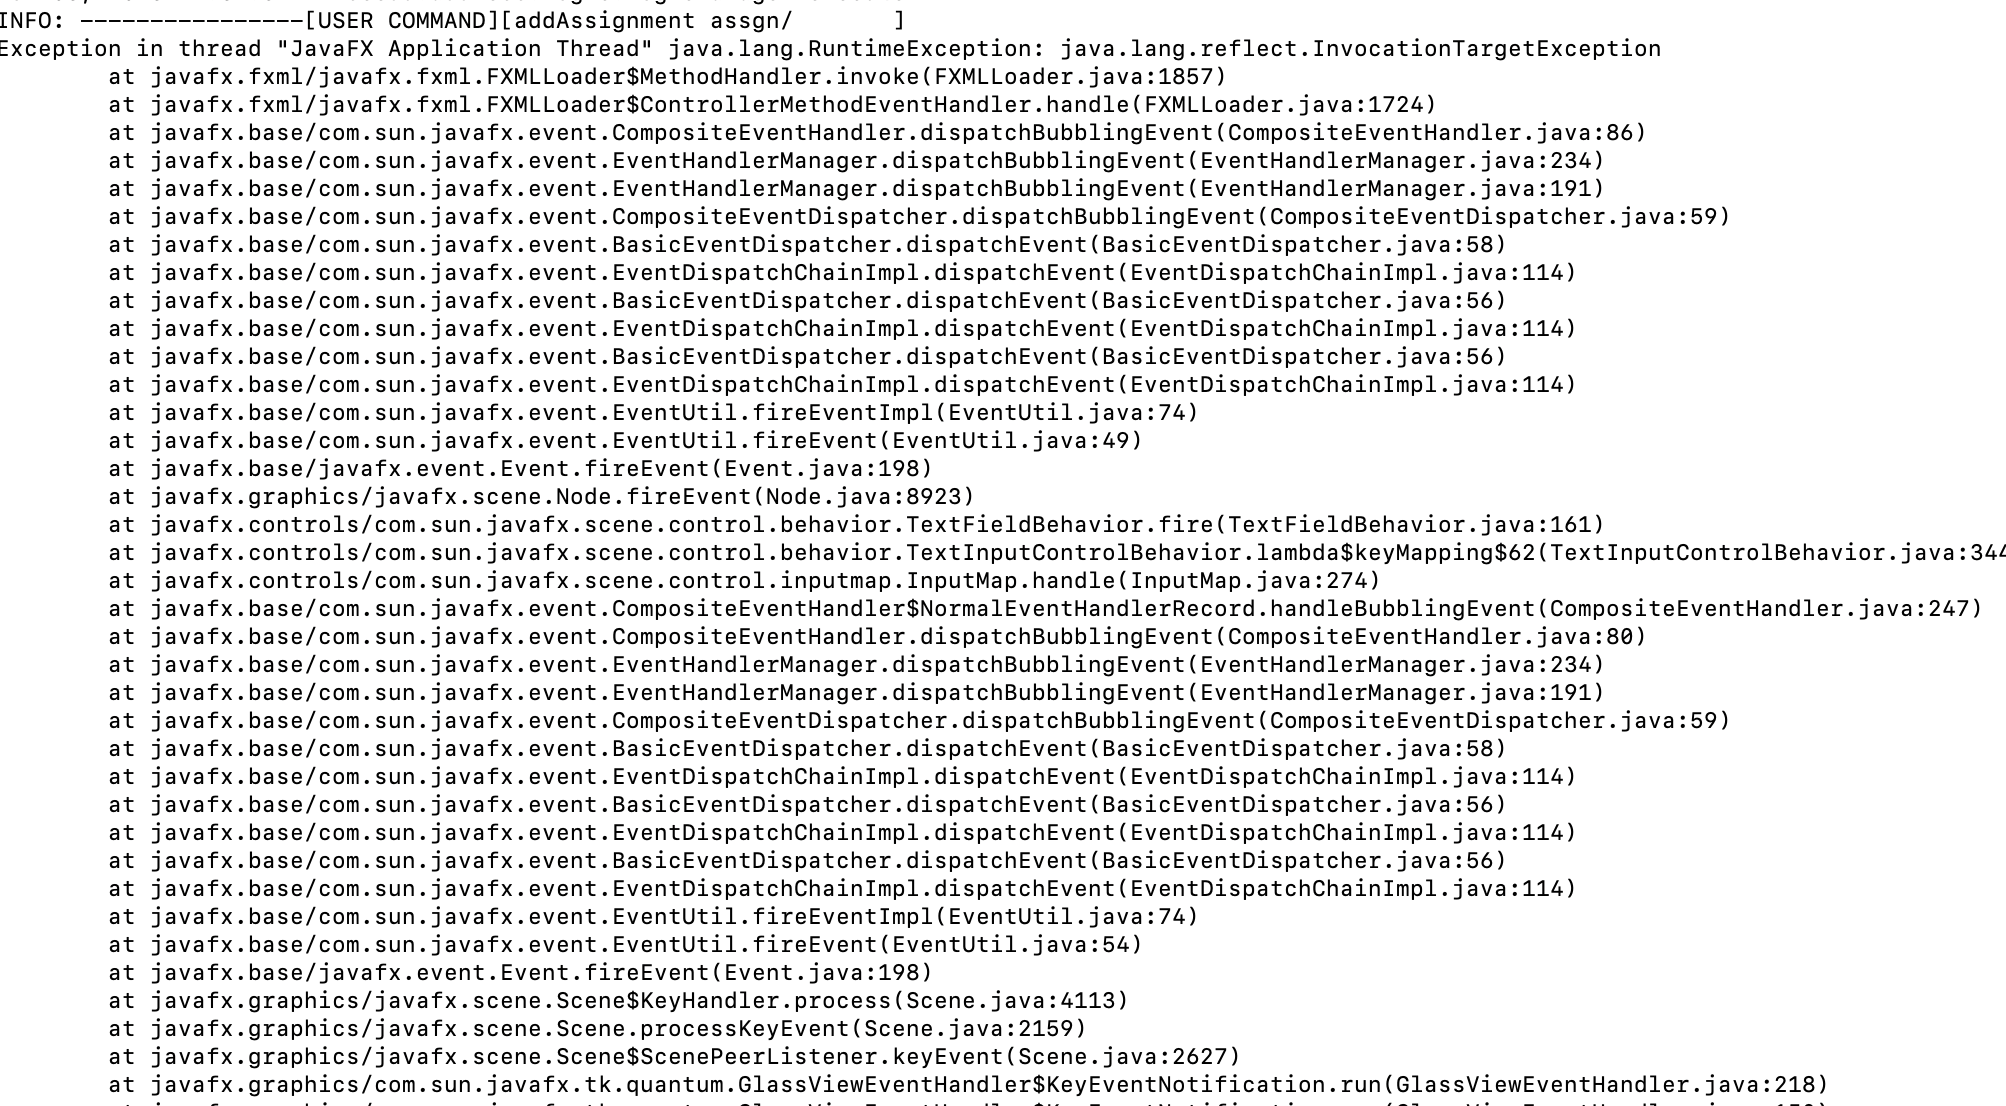 INFO: ----------------[USER COMMAND][addAssignment assgn/       ]
Exception in thread "JavaFX Application Thread" java.lang.RuntimeException: java.lang.reflect.InvocationTargetException
at javafx.fxml/javafx.fxml.FXMLLoader$MethodHandler.invoke(FXMLLoader.java:1857)
at javafx.fxml/javafx.fxml.FXMLLoader$ControllerMethodEventHandler.handle(FXMLLoader.java:1724)
at javafx.base/com.sun.javafx.event.CompositeEventHandler.dispatchBubblingEvent(CompositeEventHandler.java:86)
at javafx.base/com.sun.javafx.event.EventHandlerManager.dispatchBubblingEvent(EventHandlerManager.java:234)
at javafx.base/com.sun.javafx.event.EventHandlerManager.dispatchBubblingEvent(EventHandlerManager.java:191)
at javafx.base/com.sun.javafx.event.CompositeEventDispatcher.dispatchBubblingEvent(CompositeEventDispatcher.java:59)
at javafx.base/com.sun.javafx.event.BasicEventDispatcher.dispatchEvent(BasicEventDispatcher.java:58)
at javafx.base/com.sun.javafx.event.EventDispatchChainImpl.dispatchEvent(EventDispatchChainImpl.java:114)
at javafx.base/com.sun.javafx.event.BasicEventDispatcher.dispatchEvent(BasicEventDispatcher.java:56)
at javafx.base/com.sun.javafx.event.EventDispatchChainImpl.dispatchEvent(EventDispatchChainImpl.java:114)
at javafx.base/com.sun.javafx.event.BasicEventDispatcher.dispatchEvent(BasicEventDispatcher.java:56)
at javafx.base/com.sun.javafx.event.EventDispatchChainImpl.dispatchEvent(EventDispatchChainImpl.java:114)
at javafx.base/com.sun.javafx.event.EventUtil.fireEventImpl(EventUtil.java:74)
at javafx.base/com.sun.javafx.event.EventUtil.fireEvent(EventUtil.java:49)
at javafx.base/javafx.event.Event.fireEvent(Event.java:198)
at javafx.graphics/javafx.scene.Node.fireEvent(Node.java:8923)
at javafx.controls/com.sun.javafx.scene.control.behavior.TextFieldBehavior.fire(TextFieldBehavior.java:161)
at javafx.controls/com.sun.javafx.scene.control.behavior.TextInputControlBehavior.lambda$keyMapping$62(TextInputControlBehavior.java:344
at javafx.controls/com.sun.javafx.scene.control.inputmap.InputMap.handle(InputMap.java:274)
at javafx.base/com.sun.javafx.event.CompositeEventHandler$NormalEventHandlerRecord.handleBubblingEvent(CompositeEventHandler.java:247)
at javafx.base/com.sun.javafx.event.CompositeEventHandler.dispatchBubblingEvent(CompositeEventHandler.java:80)
at javafx.base/com.sun.javafx.event.EventHandlerManager.dispatchBubblingEvent(EventHandlerManager.java:234)
at javafx.base/com.sun.javafx.event.EventHandlerManager.dispatchBubblingEvent(EventHandlerManager.java:191)
at javafx.base/com.sun.javafx.event.CompositeEventDispatcher.dispatchBubblingEvent(CompositeEventDispatcher.java:59)
at javafx.base/com.sun.javafx.event.BasicEventDispatcher.dispatchEvent(BasicEventDispatcher.java:58)
at javafx.base/com.sun.javafx.event.EventDispatchChainImpl.dispatchEvent(EventDispatchChainImpl.java:114)
at javafx.base/com.sun.javafx.event.BasicEventDispatcher.dispatchEvent(BasicEventDispatcher.java:56)
at javafx.base/com.sun.javafx.event.EventDispatchChainImpl.dispatchEvent(EventDispatchChainImpl.java:114)
at javafx.base/com.sun.javafx.event.BasicEventDispatcher.dispatchEvent(BasicEventDispatcher.java:56)
at javafx.base/com.sun.javafx.event.EventDispatchChainImpl.dispatchEvent(EventDispatchChainImpl.java:114)
at javafx.base/com.sun.javafx.event.EventUtil.fireEventImpl(EventUtil.java:74)
at javafx.base/com.sun.javafx.event.EventUtil.fireEvent(EventUtil.java:54)
at javafx.base/javafx.event.Event.fireEvent(Event.java:198)
at javafx.graphics/javafx.scene.Scene$KeyHandler.process(Scene.java:4113)
at javafx.graphics/javafx.scene.Scene.processKeyEvent(Scene.java:2159)
at javafx.graphics/javafx.scene.Scene$ScenePeerListener.keyEvent(Scene.java:2627)
at javafx.graphics/com.sun.javafx.tk.quantum.GlassViewEventHandler$KeyEventNotification.run(GlassViewEventHandler.java:218)